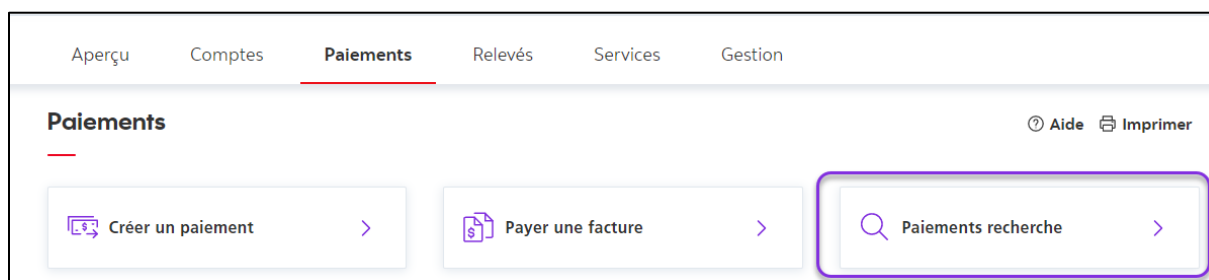 Aperçu Comptes Paiements Relevés Services Gestion
Paiements
Aide Imprimer
Créer un paiement
Payer une facture
Paiements recherche